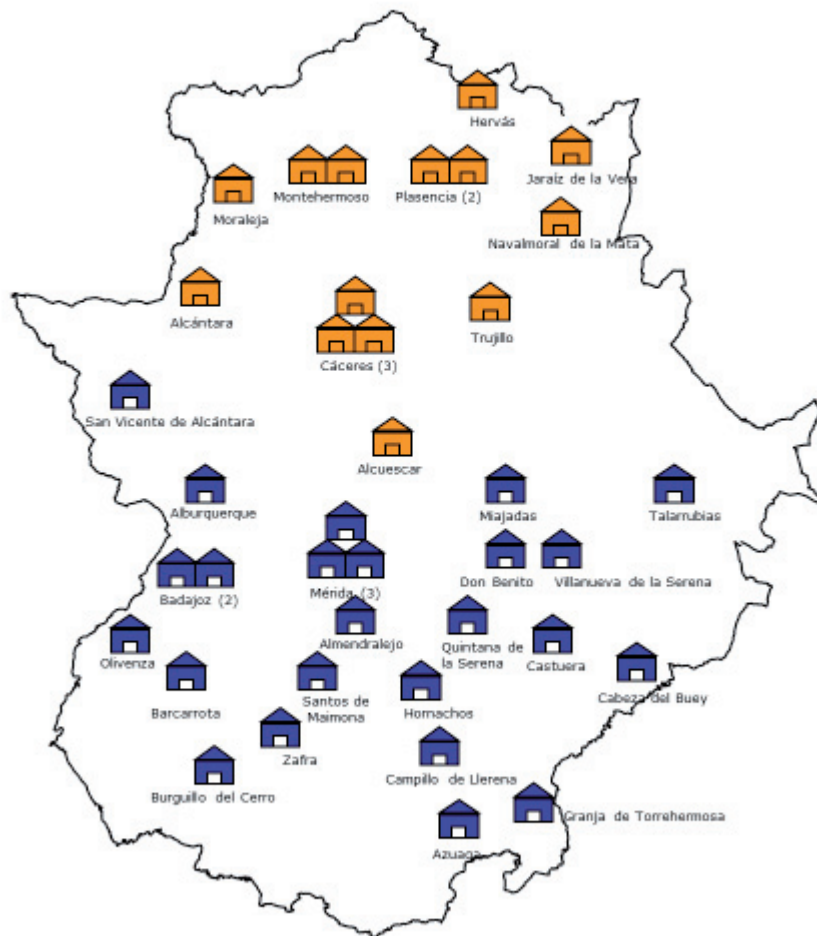 Hervás
Jaraíz de la Vera
Montehermoso
Plasencia (2)
Moraleja
Navalmoral de la Mata
Alcántara
Trujillo
Cáceres (3)
San Vicente de Alcántara
Alcuescar
Alburquerque
Miajadas
Talarrubias
Badajoz (2)
Mérida (3)
Don Benito
Villanueva de la Serena
Olivenza
Almendralejo
Quintana de
la Serena
Castuera
Cabeza del Buey
Barcarrota
Santos de
Maimona
Hornachos
Zafra
Campillo de Llerena
Burguillo del Cerro
Granja de Torrehermosa
Azuaga